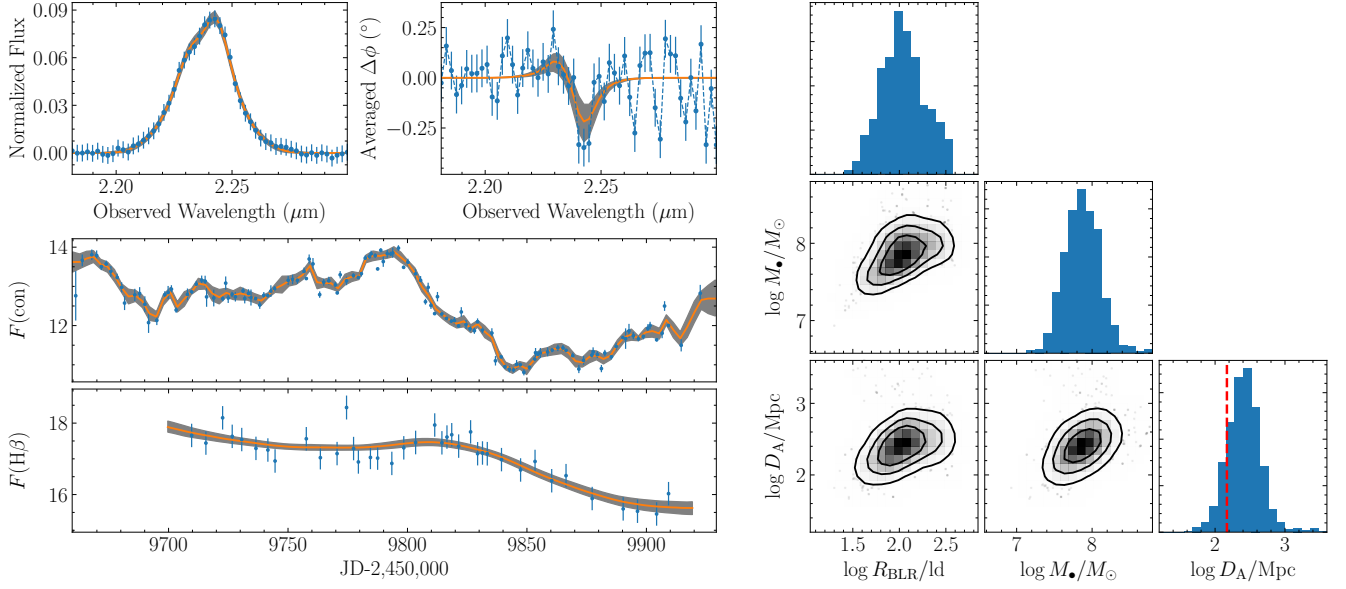 0.09
0.06
0.03
0.00
Normalized Flux
2.20
2.25
Observed Wavelength (μm)
0.25
0.00
−0.25
Averaged Δϕ (°)
2.20
2.25
Observed Wavelength (μm)
14
12
F(con)
18
16
F(Hβ)
9700
9750
9800
9850
9900
JD-2,450,000
8
7
log M•/M⊙
3
2
log D_A/Mpc
1.5
2.0
2.5
log R_BLR/ld
7
8
log M•/M⊙
2
3
log D_A/Mpc